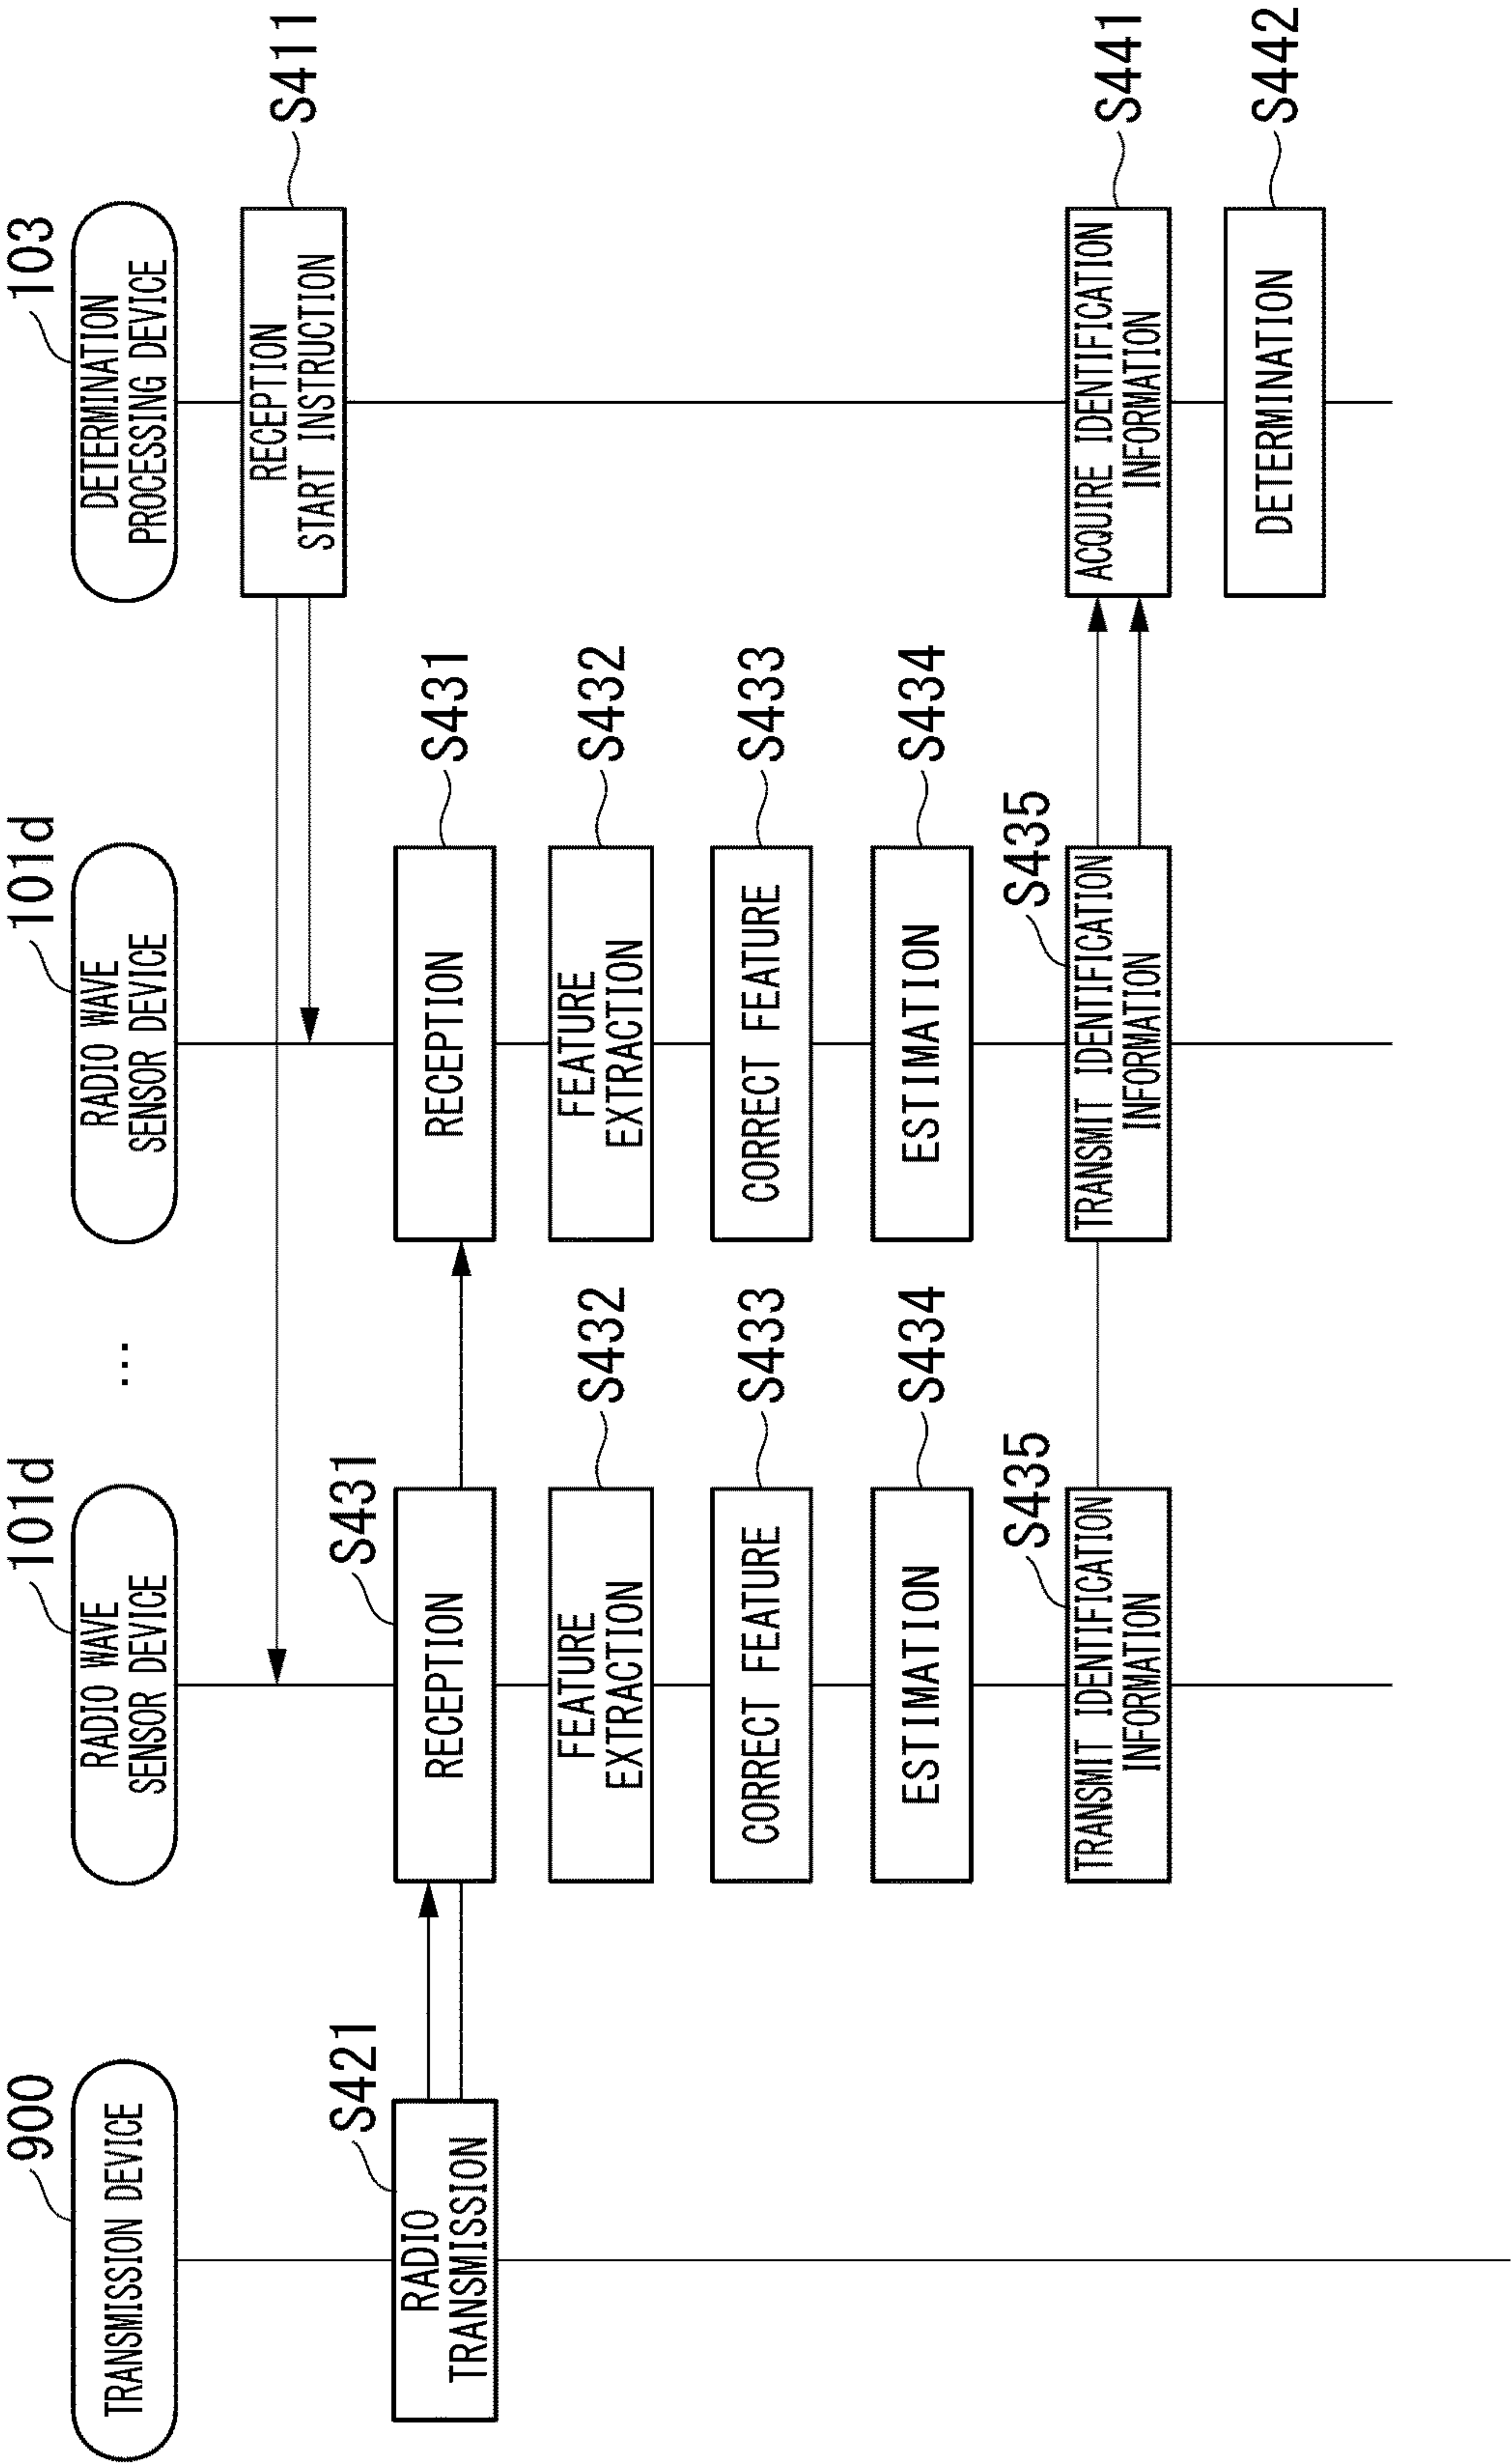 900
101d
...
101d
103
TRANSMISSION DEVICE
RADIO WAVE
SENSOR DEVICE
RADIO WAVE
SENSOR DEVICE
DETERMINATION
PROCESSING DEVICE
S411
RECEPTION
START INSTRUCTION
S421
RADIO
TRANSMISSION
S431
RECEPTION
S431
RECEPTION
S432
FEATURE
EXTRACTION
S432
FEATURE
EXTRACTION
S433
CORRECT FEATURE
S433
CORRECT FEATURE
S434
ESTIMATION
S434
ESTIMATION
S435
TRANSMIT IDENTIFICATION
INFORMATION
S435
TRANSMIT IDENTIFICATION
INFORMATION
S441
ACQUIRE IDENTIFICATION
INFORMATION
S442
DETERMINATION